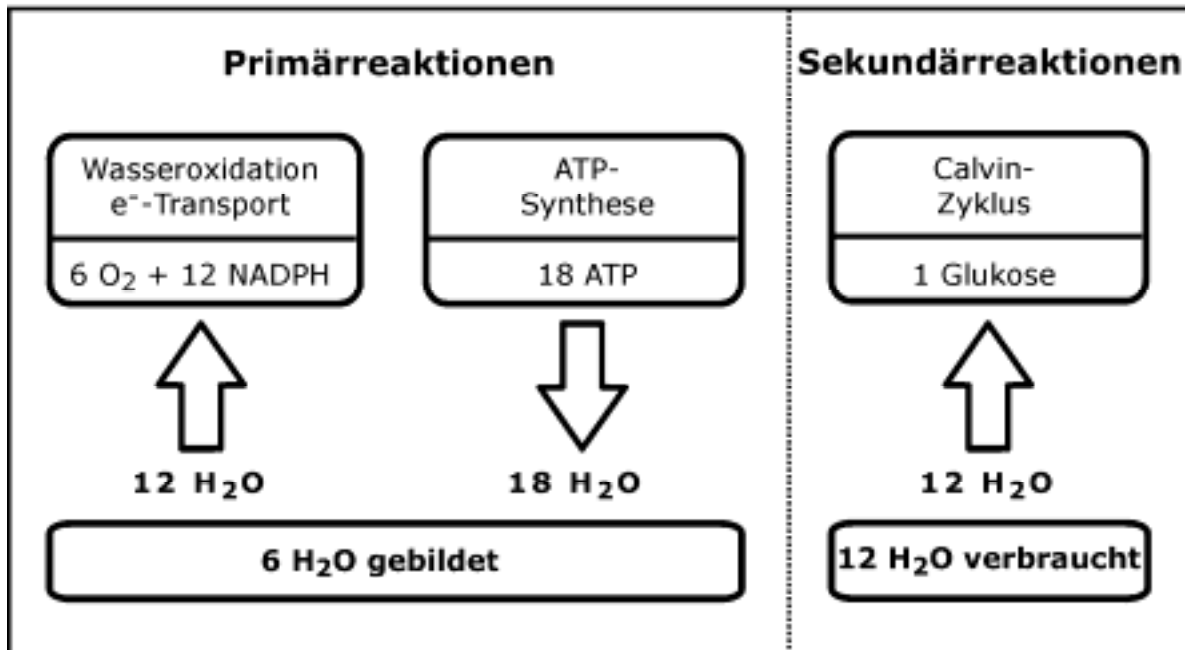 Primärreaktionen
Sekundärreaktionen
Wasseroxidation
e⁻-Transport
6 O₂ + 12 NADPH
ATP-
Synthese
18 ATP
Calvin-
Zyklus
1 Glukose
12 H₂O
18 H₂O
12 H₂O
6 H₂O gebildet
12 H₂O verbraucht